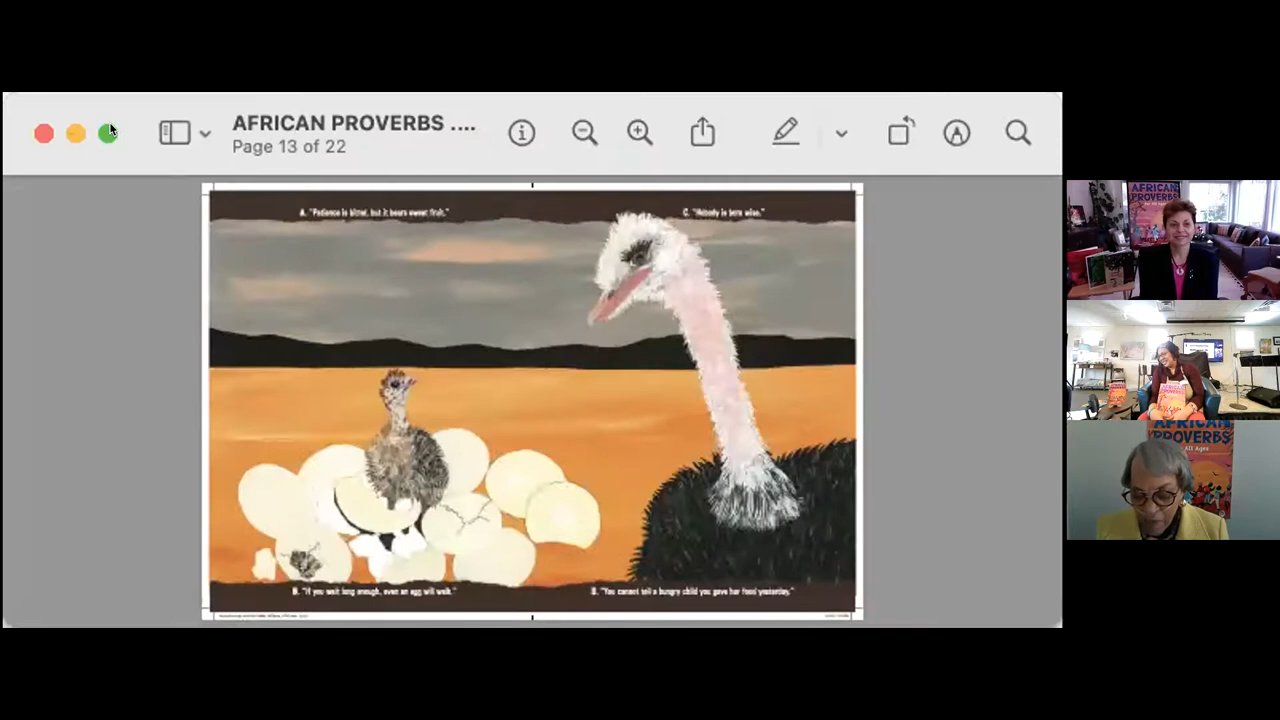 AFRICAN PROVERBS ....
Page 13 of 22
A. "Patience is bitter, but it bears sweet fruit."
C. "Nobody is born wise."
B. "If you wait long enough, even an egg will walk."
D. "You cannot tell a hungry child you gave her food yesterday."
AFRICAN
PROVERBS
AFRICAN
PROVERBS
AFRICAN
PROVERBS
All Ages